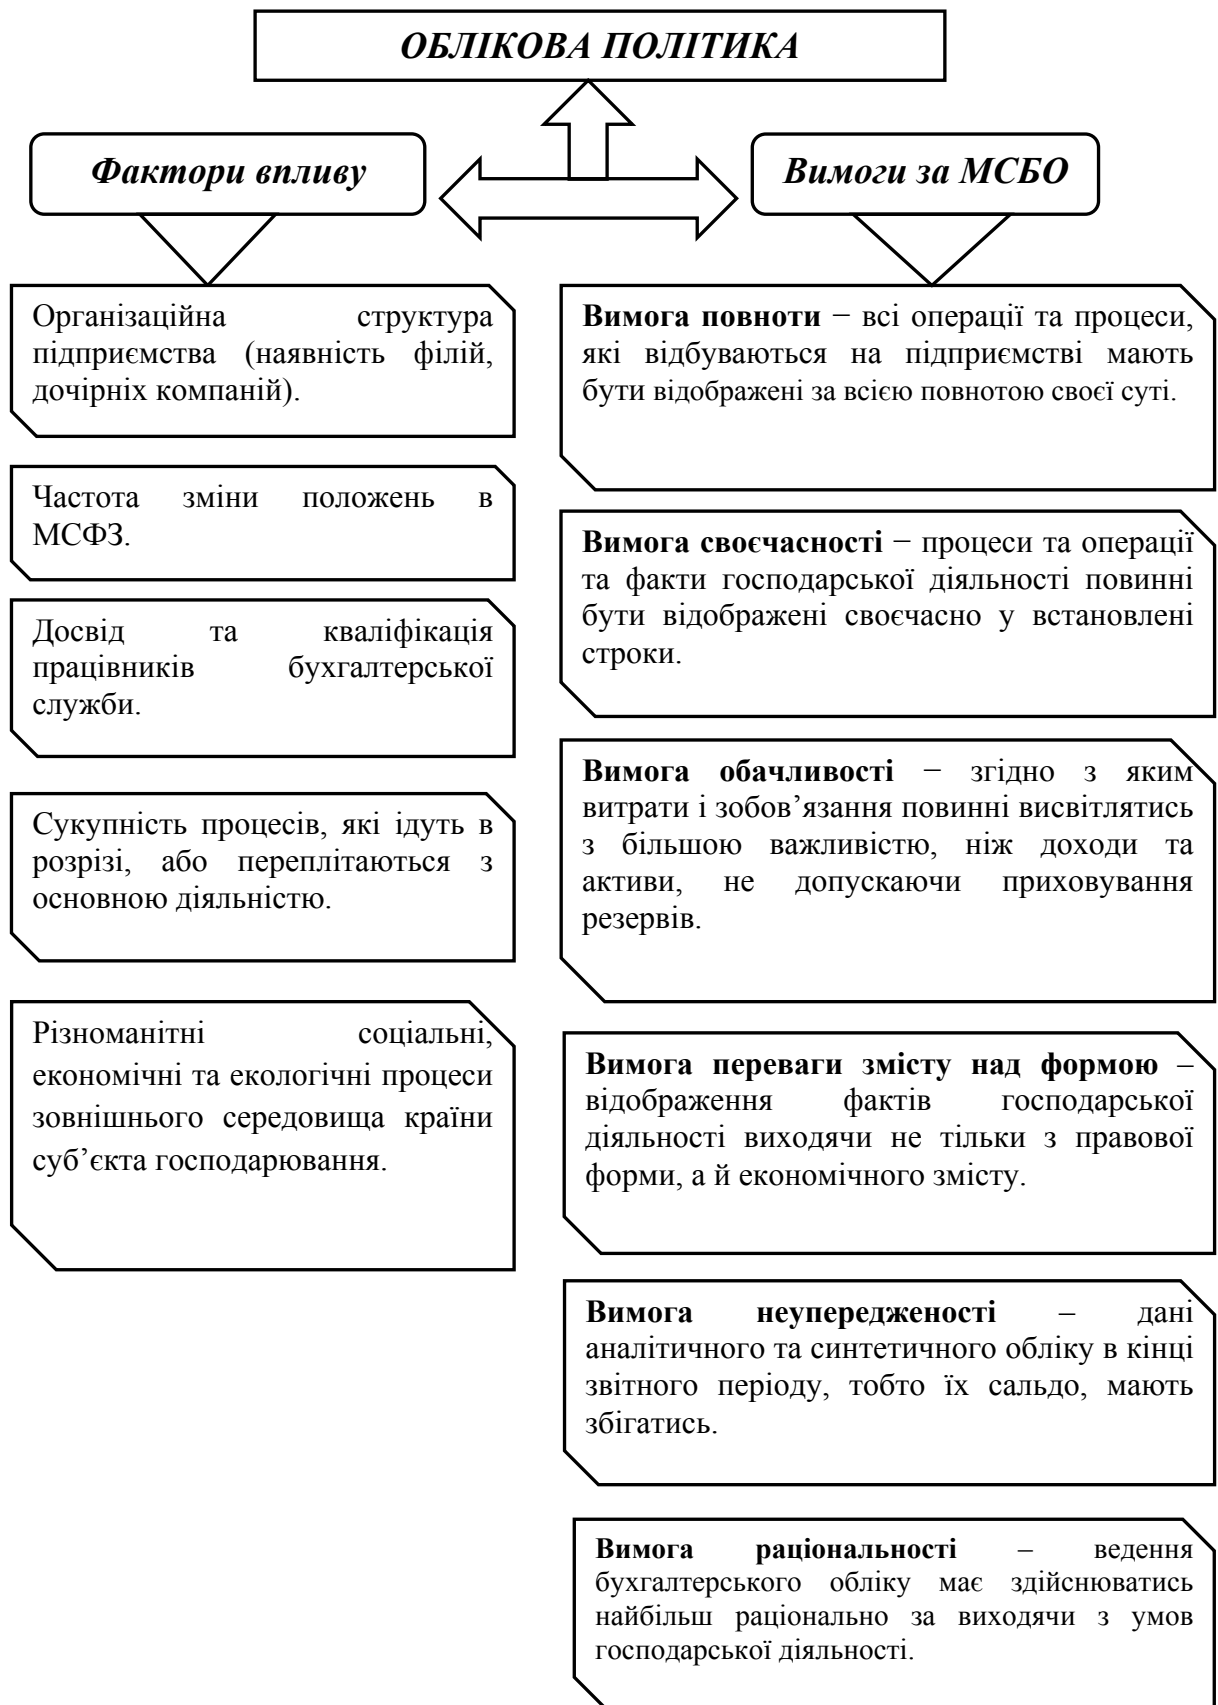 ОБЛІКОВА ПОЛІТИКА
Фактори впливу
Вимоги за МСБО
Організаційна структура
підприємства (наявність філій,
дочірніх компаній).
Частота зміни положень в
МСФЗ.
Досвід та кваліфікація
працівників бухгалтерської
служби.
Сукупність процесів, які ідуть в
розрізі, або переплітаються з
основною діяльністю.
Різноманітні соціальні,
економічні та екологічні процеси
зовнішнього середовища країни
суб’єкта господарювання.
Вимога повноти − всі операції та процеси,
які відбуваються на підприємстві мають
бути відображені за всією повнотою своєї суті.
Вимога своєчасності − процеси та операції
та факти господарської діяльності повинні
бути відображені своєчасно у встановлені
строки.
Вимога обачливості − згідно з яким
витрати і зобов’язання повинні висвітлятись
з більшою важливістю, ніж доходи та
активи, не допускаючи приховування
резервів.
Вимога переваги змісту над формою –
відображення фактів господарської
діяльності виходячи не тільки з правової
форми, а й економічного змісту.
Вимога неупередженості – дані
аналітичного та синтетичного обліку в кінці
звітного періоду, тобто їх сальдо, мають
збігатись.
Вимога раціональності – ведення
бухгалтерського обліку має здійснюватись
найбільш раціонально за виходячи з умов
господарської діяльності.